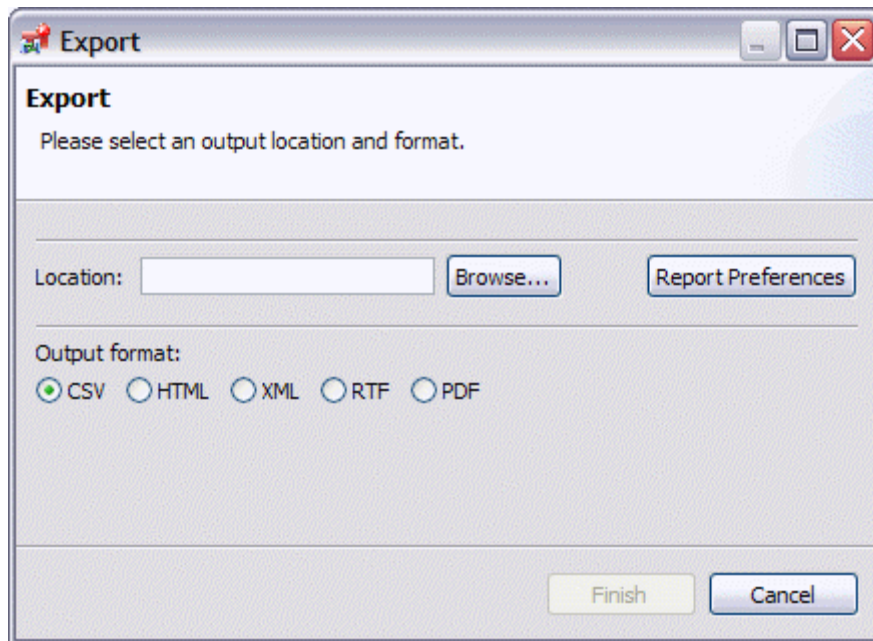 Export
Export
Please select an output location and format.
Location: Browse... Report Preferences
Output format:
CSV HTML XML RTF PDF
Finish Cancel